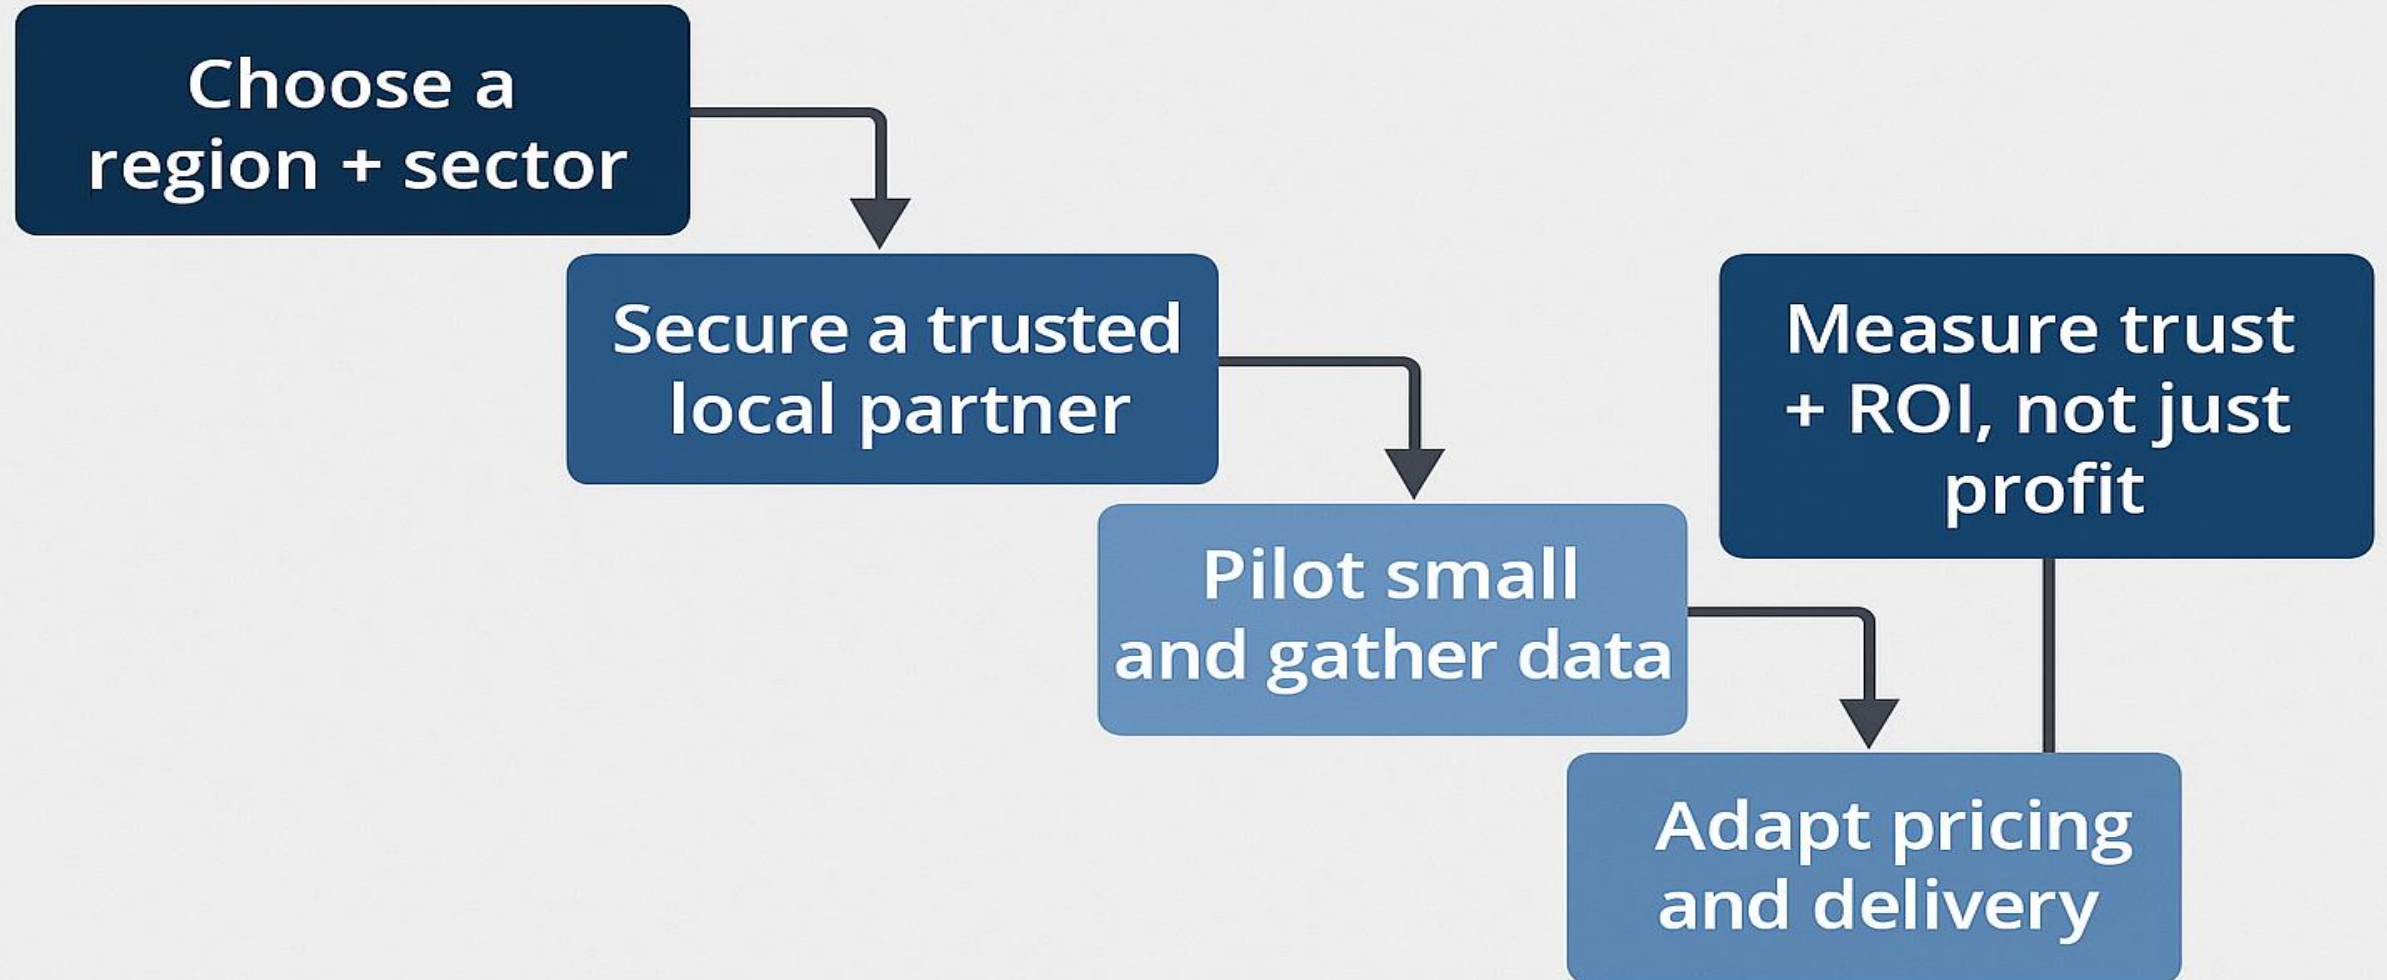 Choose a
region + sector
Secure a trusted
local partner
Measure trust
+ ROI, not just
profit
Pilot small
and gather data
Adapt pricing
and delivery